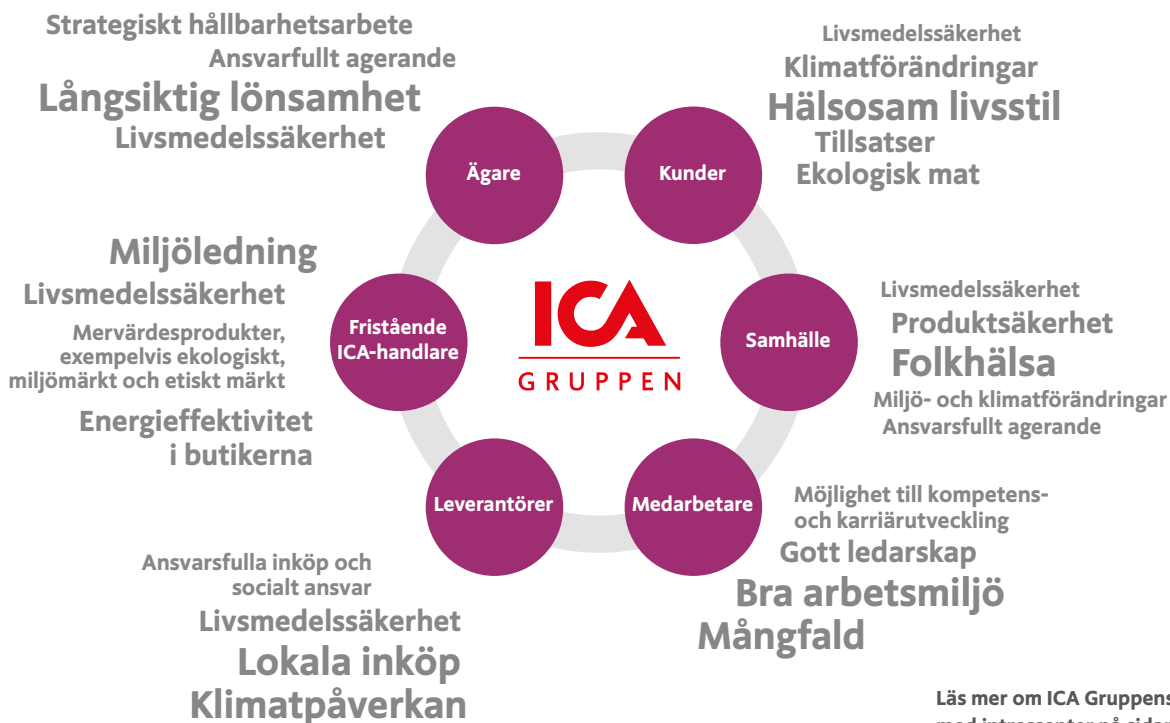 Strategiskt hållbarhetsarbete
Ansvarfullt agerande
Långsiktig lönsamhet
Livsmedelssäkerhet
Ägare
Livsmedelssäkerhet
Klimatförändringar
Hälsosam livsstil
Tillsatser
Ekologisk mat
Kunder
Miljöledning
Livsmedelssäkerhet
Mervärdesprodukter,
exempelvis ekologiskt,
miljömärkt och etiskt märkt
Energieffektivitet
i butikerna
Fristående
ICA-handlare
ICA
GRUPPEN
Samhälle
Livsmedelssäkerhet
Produktsäkerhet
Folkhälsa
Miljö- och klimatförändringar
Ansvarsfullt agerande
Leverantörer
Ansvarsfulla inköp och
socialt ansvar
Livsmedelssäkerhet
Lokala inköp
Klimatpåverkan
Medarbetare
Möjlighet till kompetens-
och karriärutveckling
Gott ledarskap
Bra arbetsmiljö
Mångfald
Läs mer om ICA Gruppens